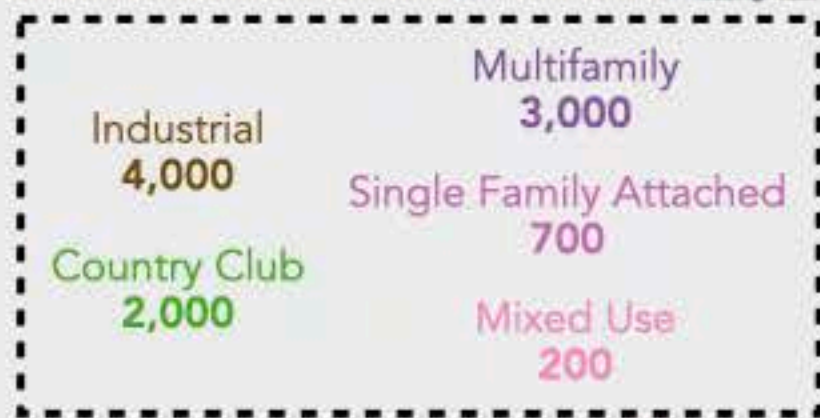 Industrial
4,000
Country Club
2,000
Multifamily
3,000
Single Family Attached
700
Mixed Use
200